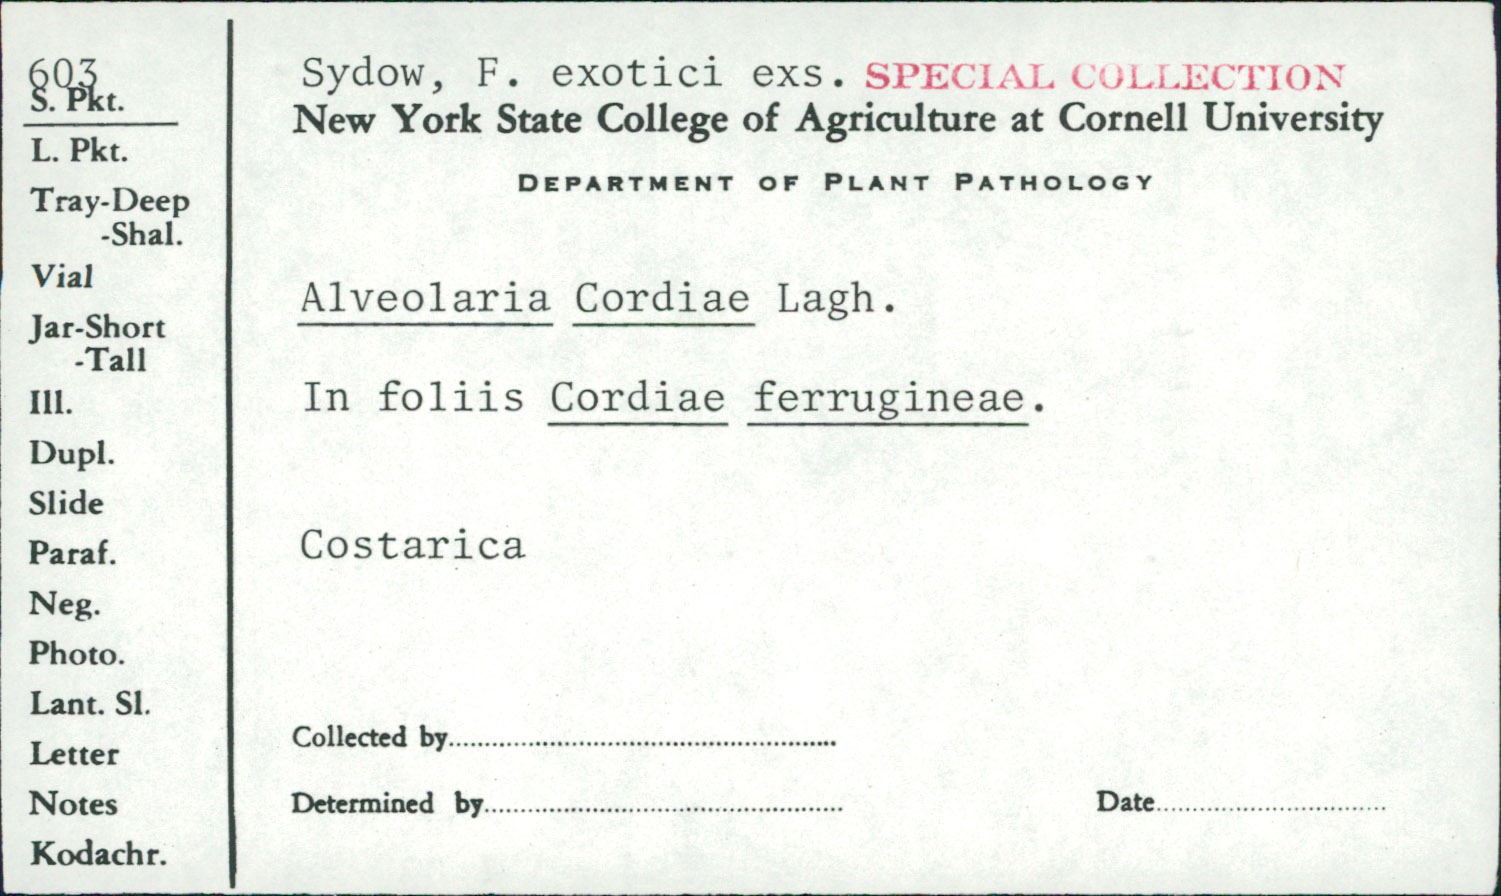 603
S. Pkt.
L. Pkt.
Tray-Deep
-Shal.
Vial
Jar-Short
-Tall
Ill.
Dupl.
Slide
Paraf.
Neg.
Photo.
Lant. Sl.
Letter
Notes
Kodachr.
Sydow, F. exotici exs. SPECIAL COLLECTION
New York State College of Agriculture at Cornell University
DEPARTMENT OF PLANT PATHOLOGY
Alveolaria Cordiae Lagh.
In foliis Cordiae ferrugineae.
Costarica
Collected by
Determined by
Date